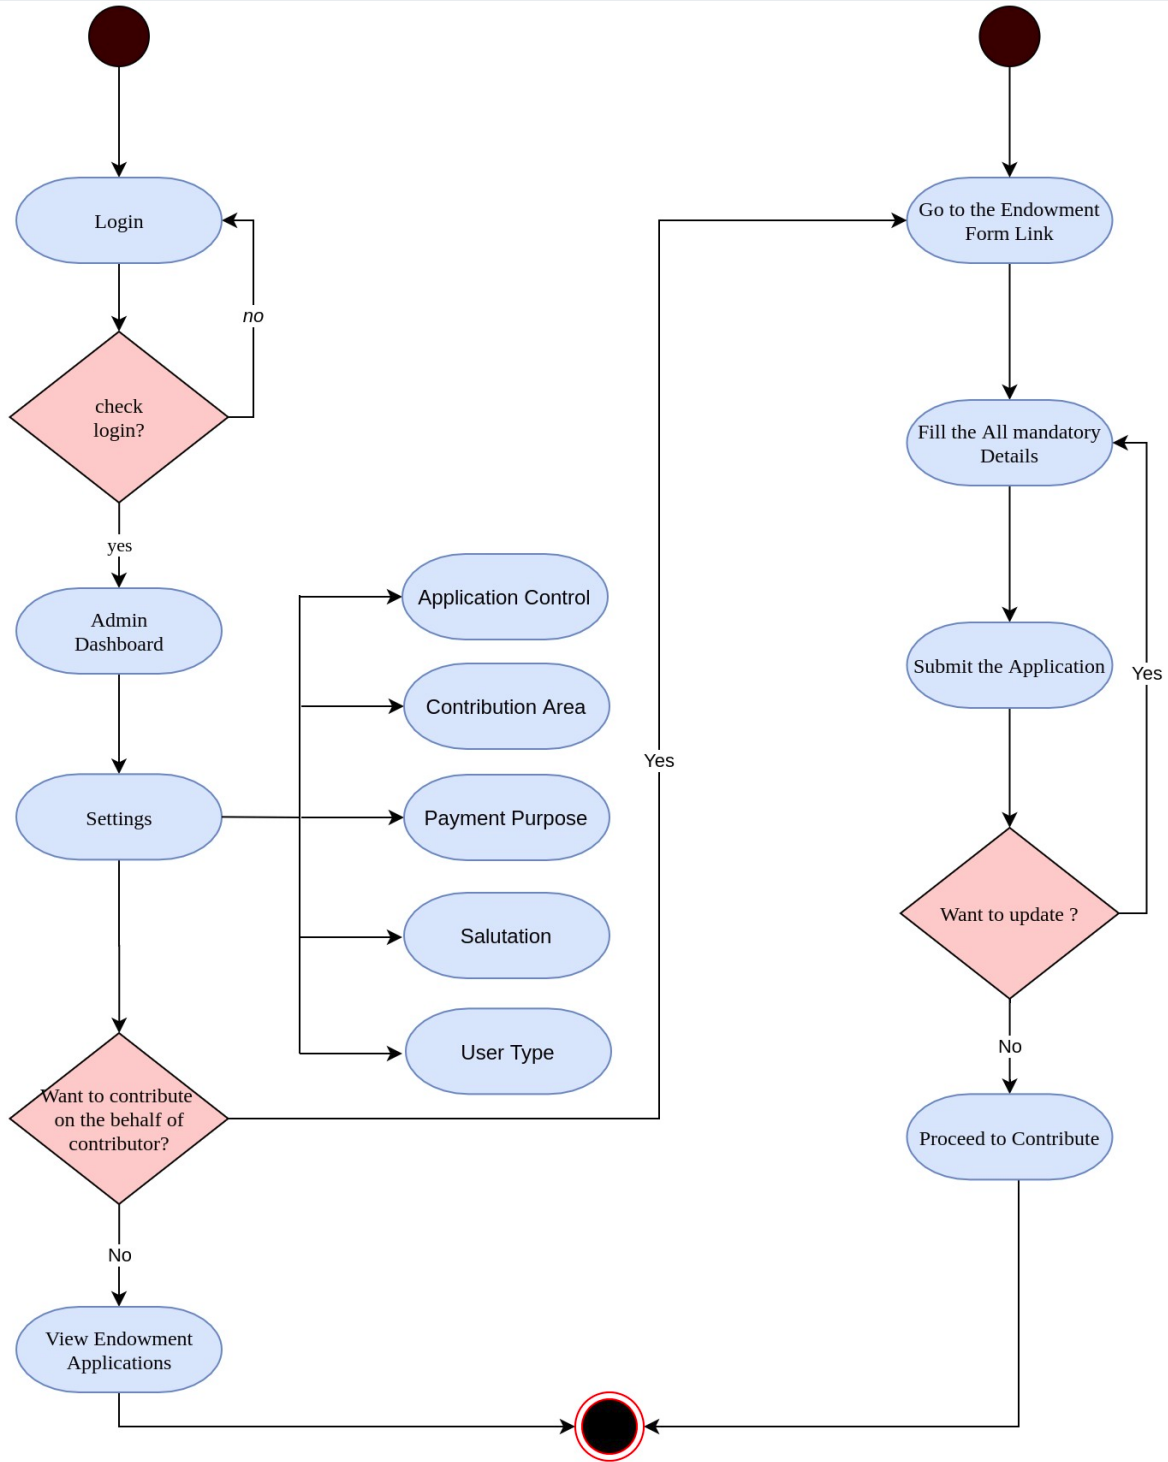 Login
no
check
login?
yes
Admin
Dashboard
Settings
Application Control
Contribution Area
Payment Purpose
Salutation
User Type
Want to contribute
on the behalf of
contributor?
Yes
No
View Endowment
Applications
Go to the Endowment
Form Link
Fill the All mandatory
Details
Submit the Application
Yes
Want to update ?
No
Proceed to Contribute